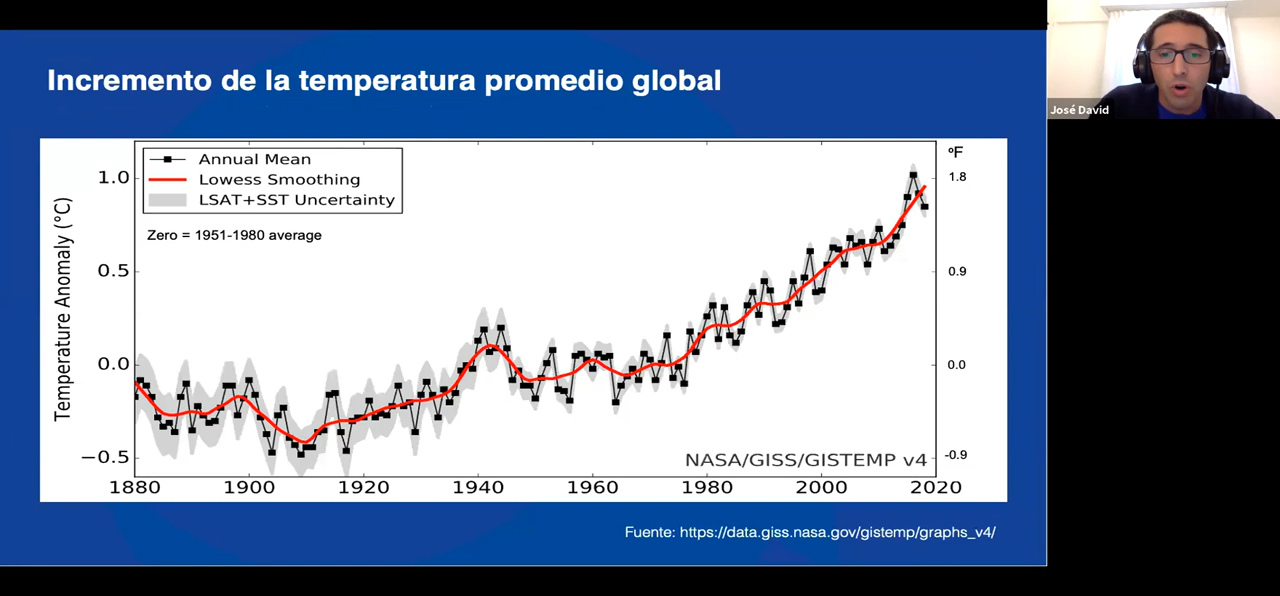 Incremento de la temperatura promedio global
José David
Annual Mean
Lowess Smoothing
LSAT+SST Uncertainty
Zero = 1951-1980 average
Temperature Anomaly (°C)
1.0
0.5
0.0
−0.5
ºF
1.8
0.9
0.0
-0.9
NASA/GISS/GISTEMP v4
1880 1900 1920 1940 1960 1980 2000 2020
Fuente: https://data.giss.nasa.gov/gistemp/graphs_v4/